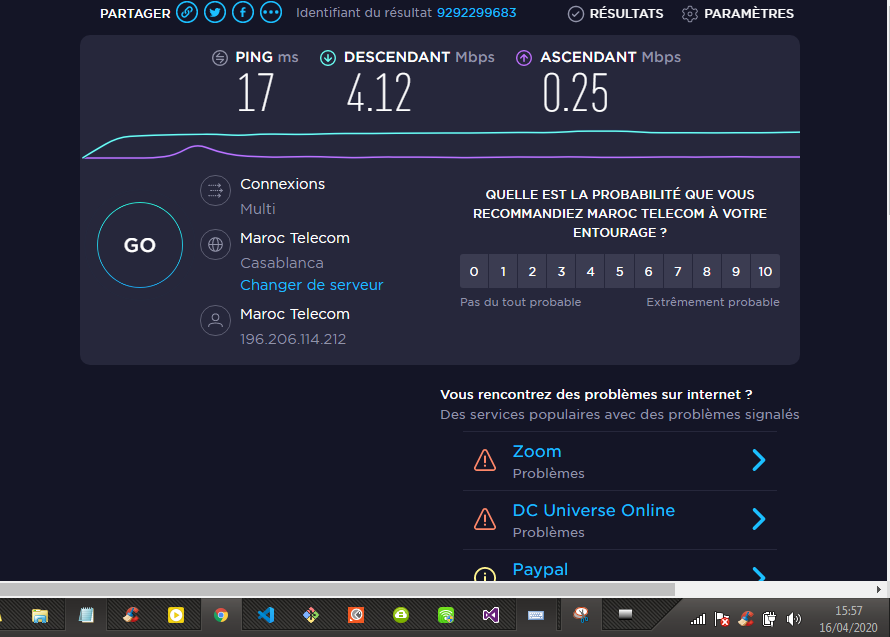 PARTAGER Identifiant du résultat 9292299683 RÉSULTATS PARAMÈTRES
PING ms DESCENDANT Mbps ASCENDANT Mbps
17 4.12 0.25
GO
Connexions
Multi
Maroc Telecom
Casablanca
Changer de serveur
Maroc Telecom
196.206.114.212
QUELLE EST LA PROBABILITÉ QUE VOUS
RECOMMANDIEZ MAROC TELECOM À VOTRE
ENTOURAGE ?
0 1 2 3 4 5 6 7 8 9 10
Pas du tout probable Extrêmement probable
Vous rencontrez des problèmes sur internet ?
Des services populaires avec des problèmes signalés
Zoom
Problèmes
DC Universe Online
Problèmes
Paypal
15:57
16/04/2020